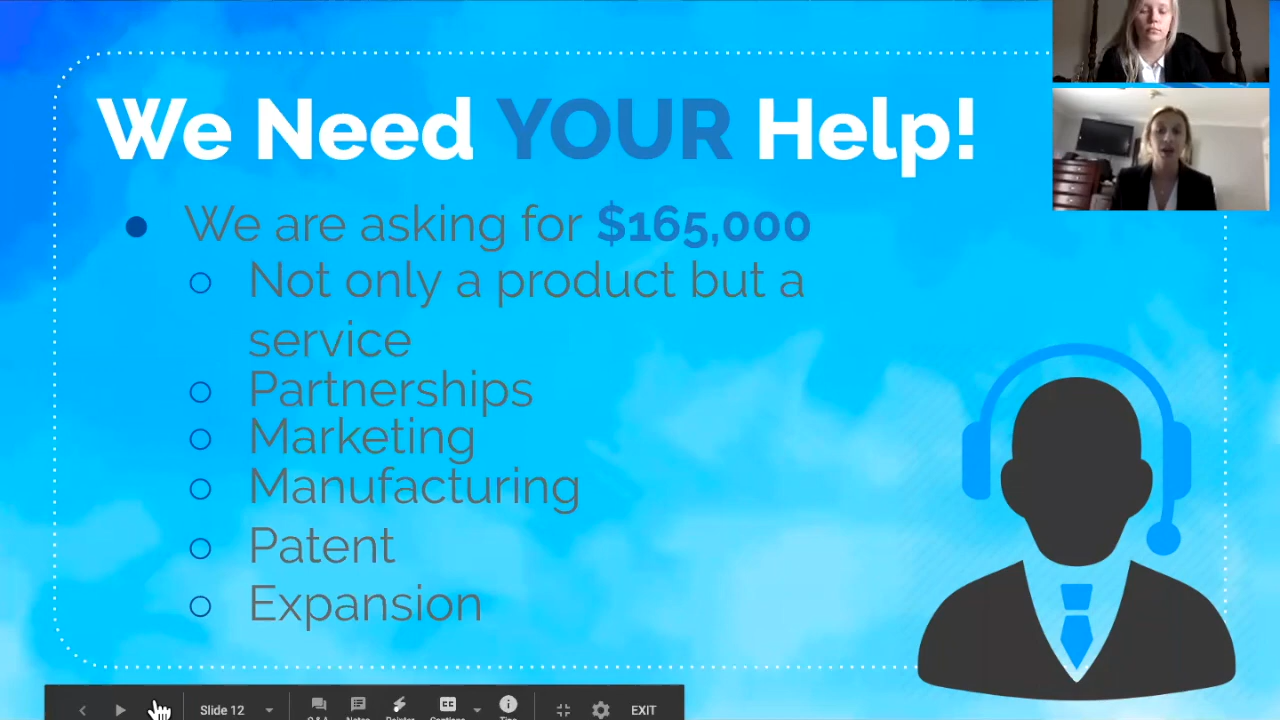 We Need YOUR Help!
We are asking for $165,000
Not only a product but a
service
Partnerships
Marketing
Manufacturing
Patent
Expansion
Slide 12
EXIT